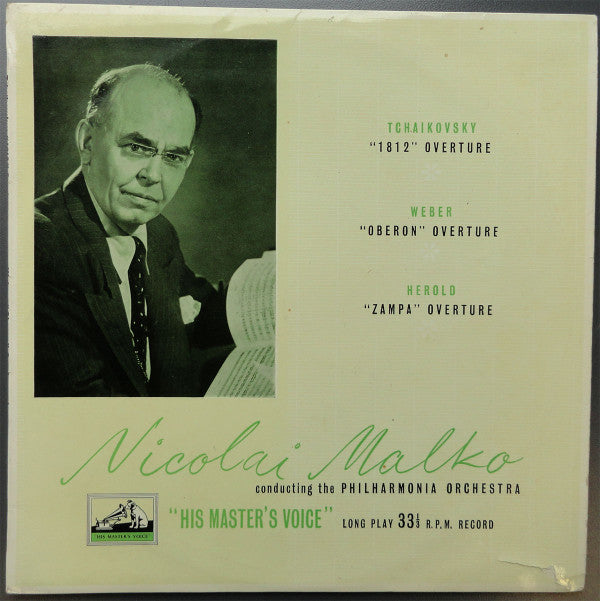 TCHAIKOVSKY
"1812" OVERTURE
WEBER
"OBERON" OVERTURE
HEROLD
"ZAMPA" OVERTURE
Nicolai Malko
conducting the PHILHARMONIA ORCHESTRA
"HIS MASTER'S VOICE" LONG PLAY 33⅓ R.P.M. RECORD
HIS MASTER'S VOICE